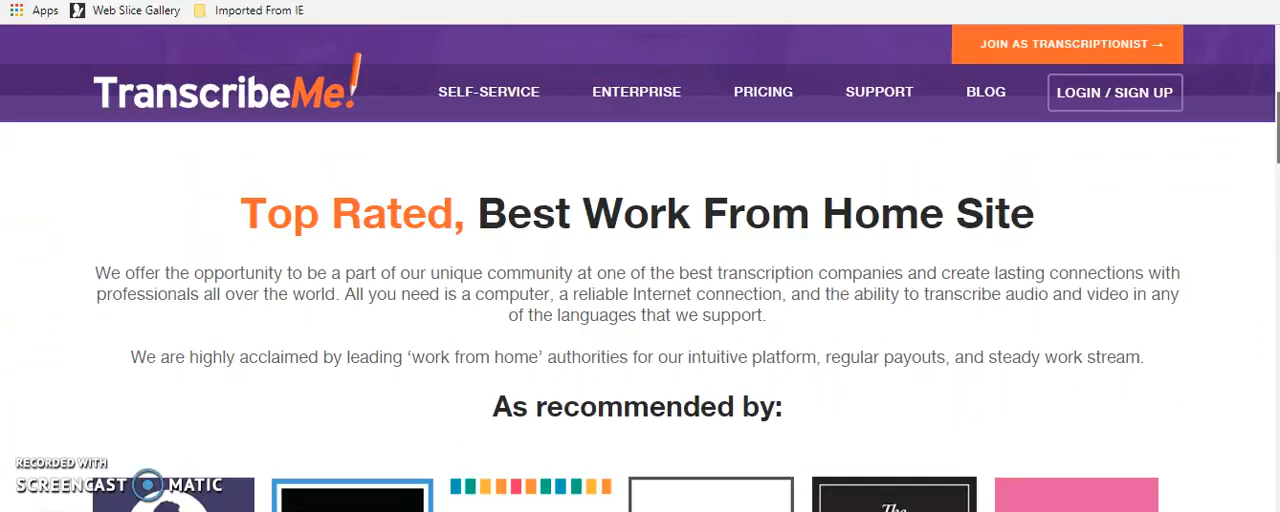 Apps Web Slice Gallery Imported From IE
JOIN AS TRANSCRIPTIONIST →
TranscribeMe! SELF-SERVICE ENTERPRISE PRICING SUPPORT BLOG LOGIN / SIGN UP
Top Rated, Best Work From Home Site
We offer the opportunity to be a part of our unique community at one of the best transcription companies and create lasting connections with
professionals all over the world. All you need is a computer, a reliable Internet connection, and the ability to transcribe audio and video in any
of the languages that we support.
We are highly acclaimed by leading ‘work from home’ authorities for our intuitive platform, regular payouts, and steady work stream.
As recommended by:
RECORDED WITH
SCREENCAST MATIC
The